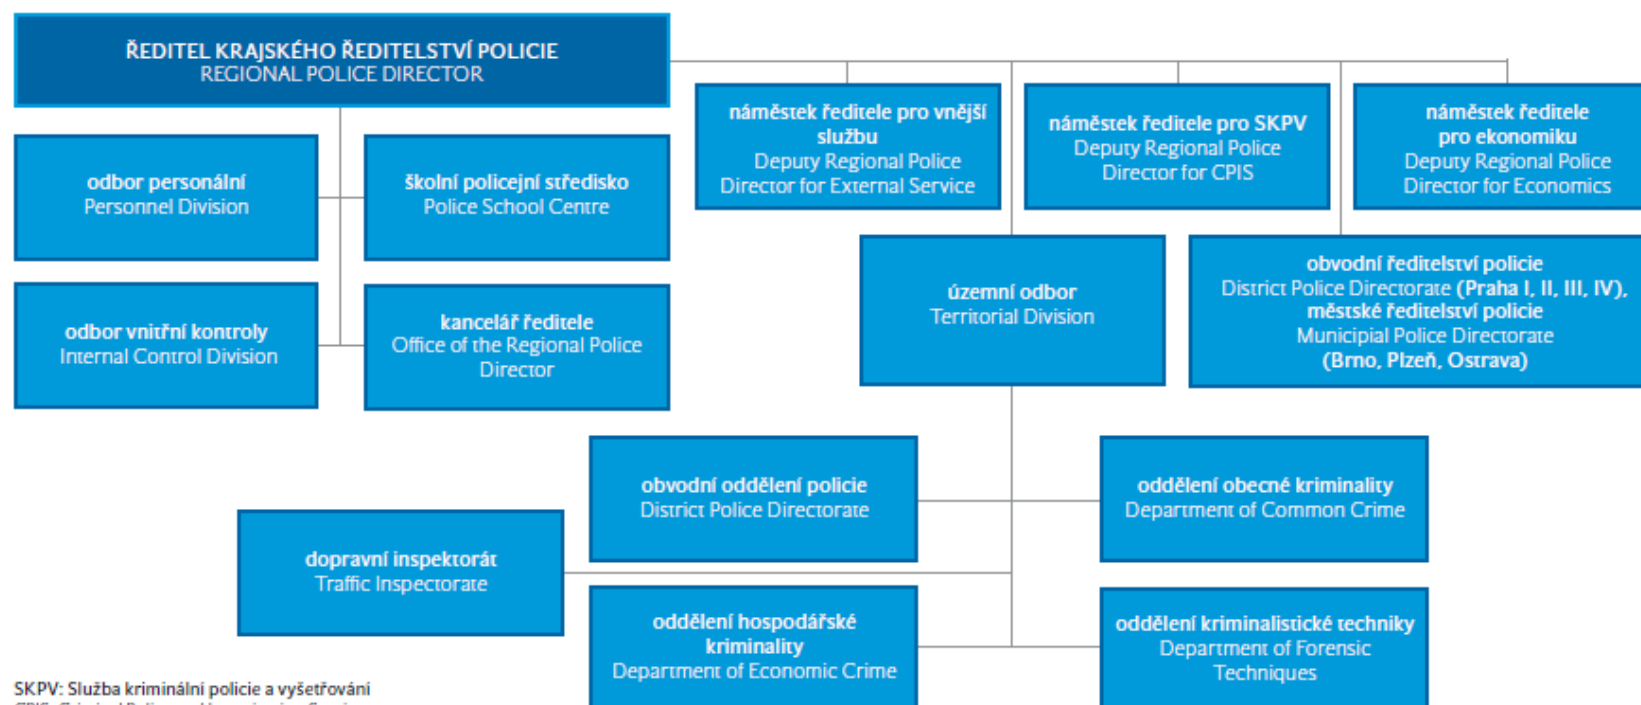 ŘEDITEL KRAJSKÉHO ŘEDITELSTVÍ POLICIE
REGIONAL POLICE DIRECTOR
odbor personální
Personnel Division
školní policejní středisko
Police School Centre
odbor vnitřní kontroly
Internal Control Division
kancelář ředitele
Office of the Regional Police
Director
náměstek ředitele pro vnější
službu
Deputy Regional Police
Director for External Service
náměstek ředitele pro SKPV
Deputy Regional Police
Director for CPIS
náměstek ředitele
pro ekonomiku
Deputy Regional Police
Director for Economics
územní odbor
Territorial Division
obvodní ředitelství policie
District Police Directorate (Praha I, II, III, IV),
městské ředitelství policie
Municipial Police Directorate
(Brno, Plzeň, Ostrava)
obvodní oddělení policie
District Police Directorate
oddělení obecné kriminality
Department of Common Crime
dopravní inspektorát
Traffic Inspectorate
oddělení hospodářské
kriminality
Department of Economic Crime
oddělení kriminalistické techniky
Department of Forensic
Techniques
SKPV: Služba kriminální policie a vyšetřování